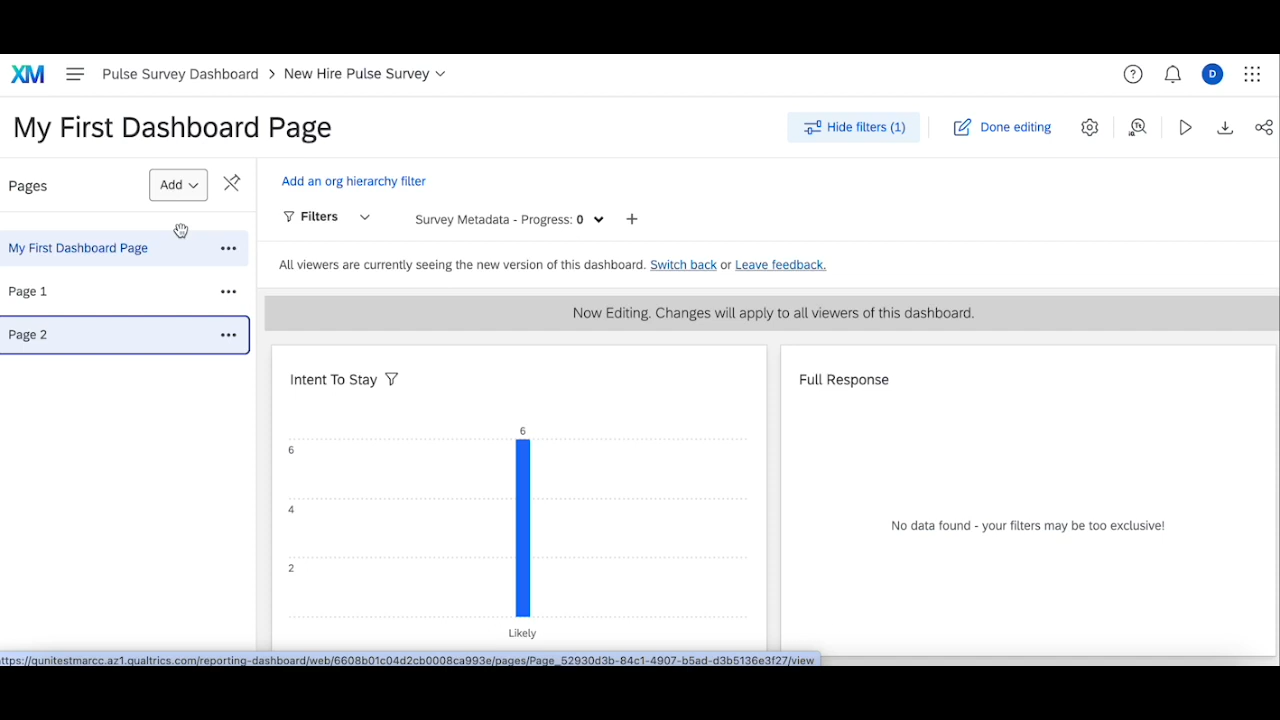 XM
Pulse Survey Dashboard > New Hire Pulse Survey
D
My First Dashboard Page
Hide filters (1)
Done editing
Pages
Add
My First Dashboard Page
Page 1
Page 2
Add an org hierarchy filter
Filters
Survey Metadata - Progress: 0
All viewers are currently seeing the new version of this dashboard. Switch back or Leave feedback.
Now Editing. Changes will apply to all viewers of this dashboard.
Intent To Stay
6
6
4
2
Likely
Full Response
No data found - your filters may be too exclusive!
ttps://qunitestmarcc.az1.qualtrics.com/reporting-dashboard/web/6608b01c04d2cb0008ca993e/pages/Page_52930d3b-84c1-4907-b5ad-d3b5136e3f27/view